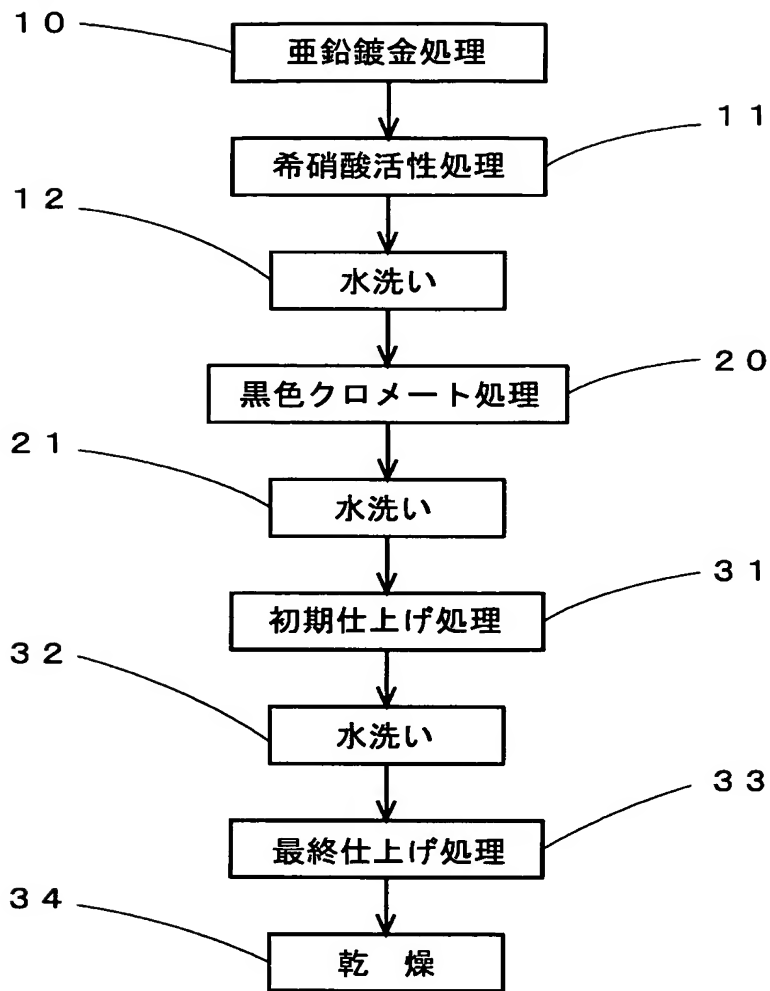 10
亜鉛鍍金処理
11
希硝酸活性処理
12
水洗い
20
黒色クロメート処理
21
水洗い
31
初期仕上げ処理
32
水洗い
33
最終仕上げ処理
34
乾 燥